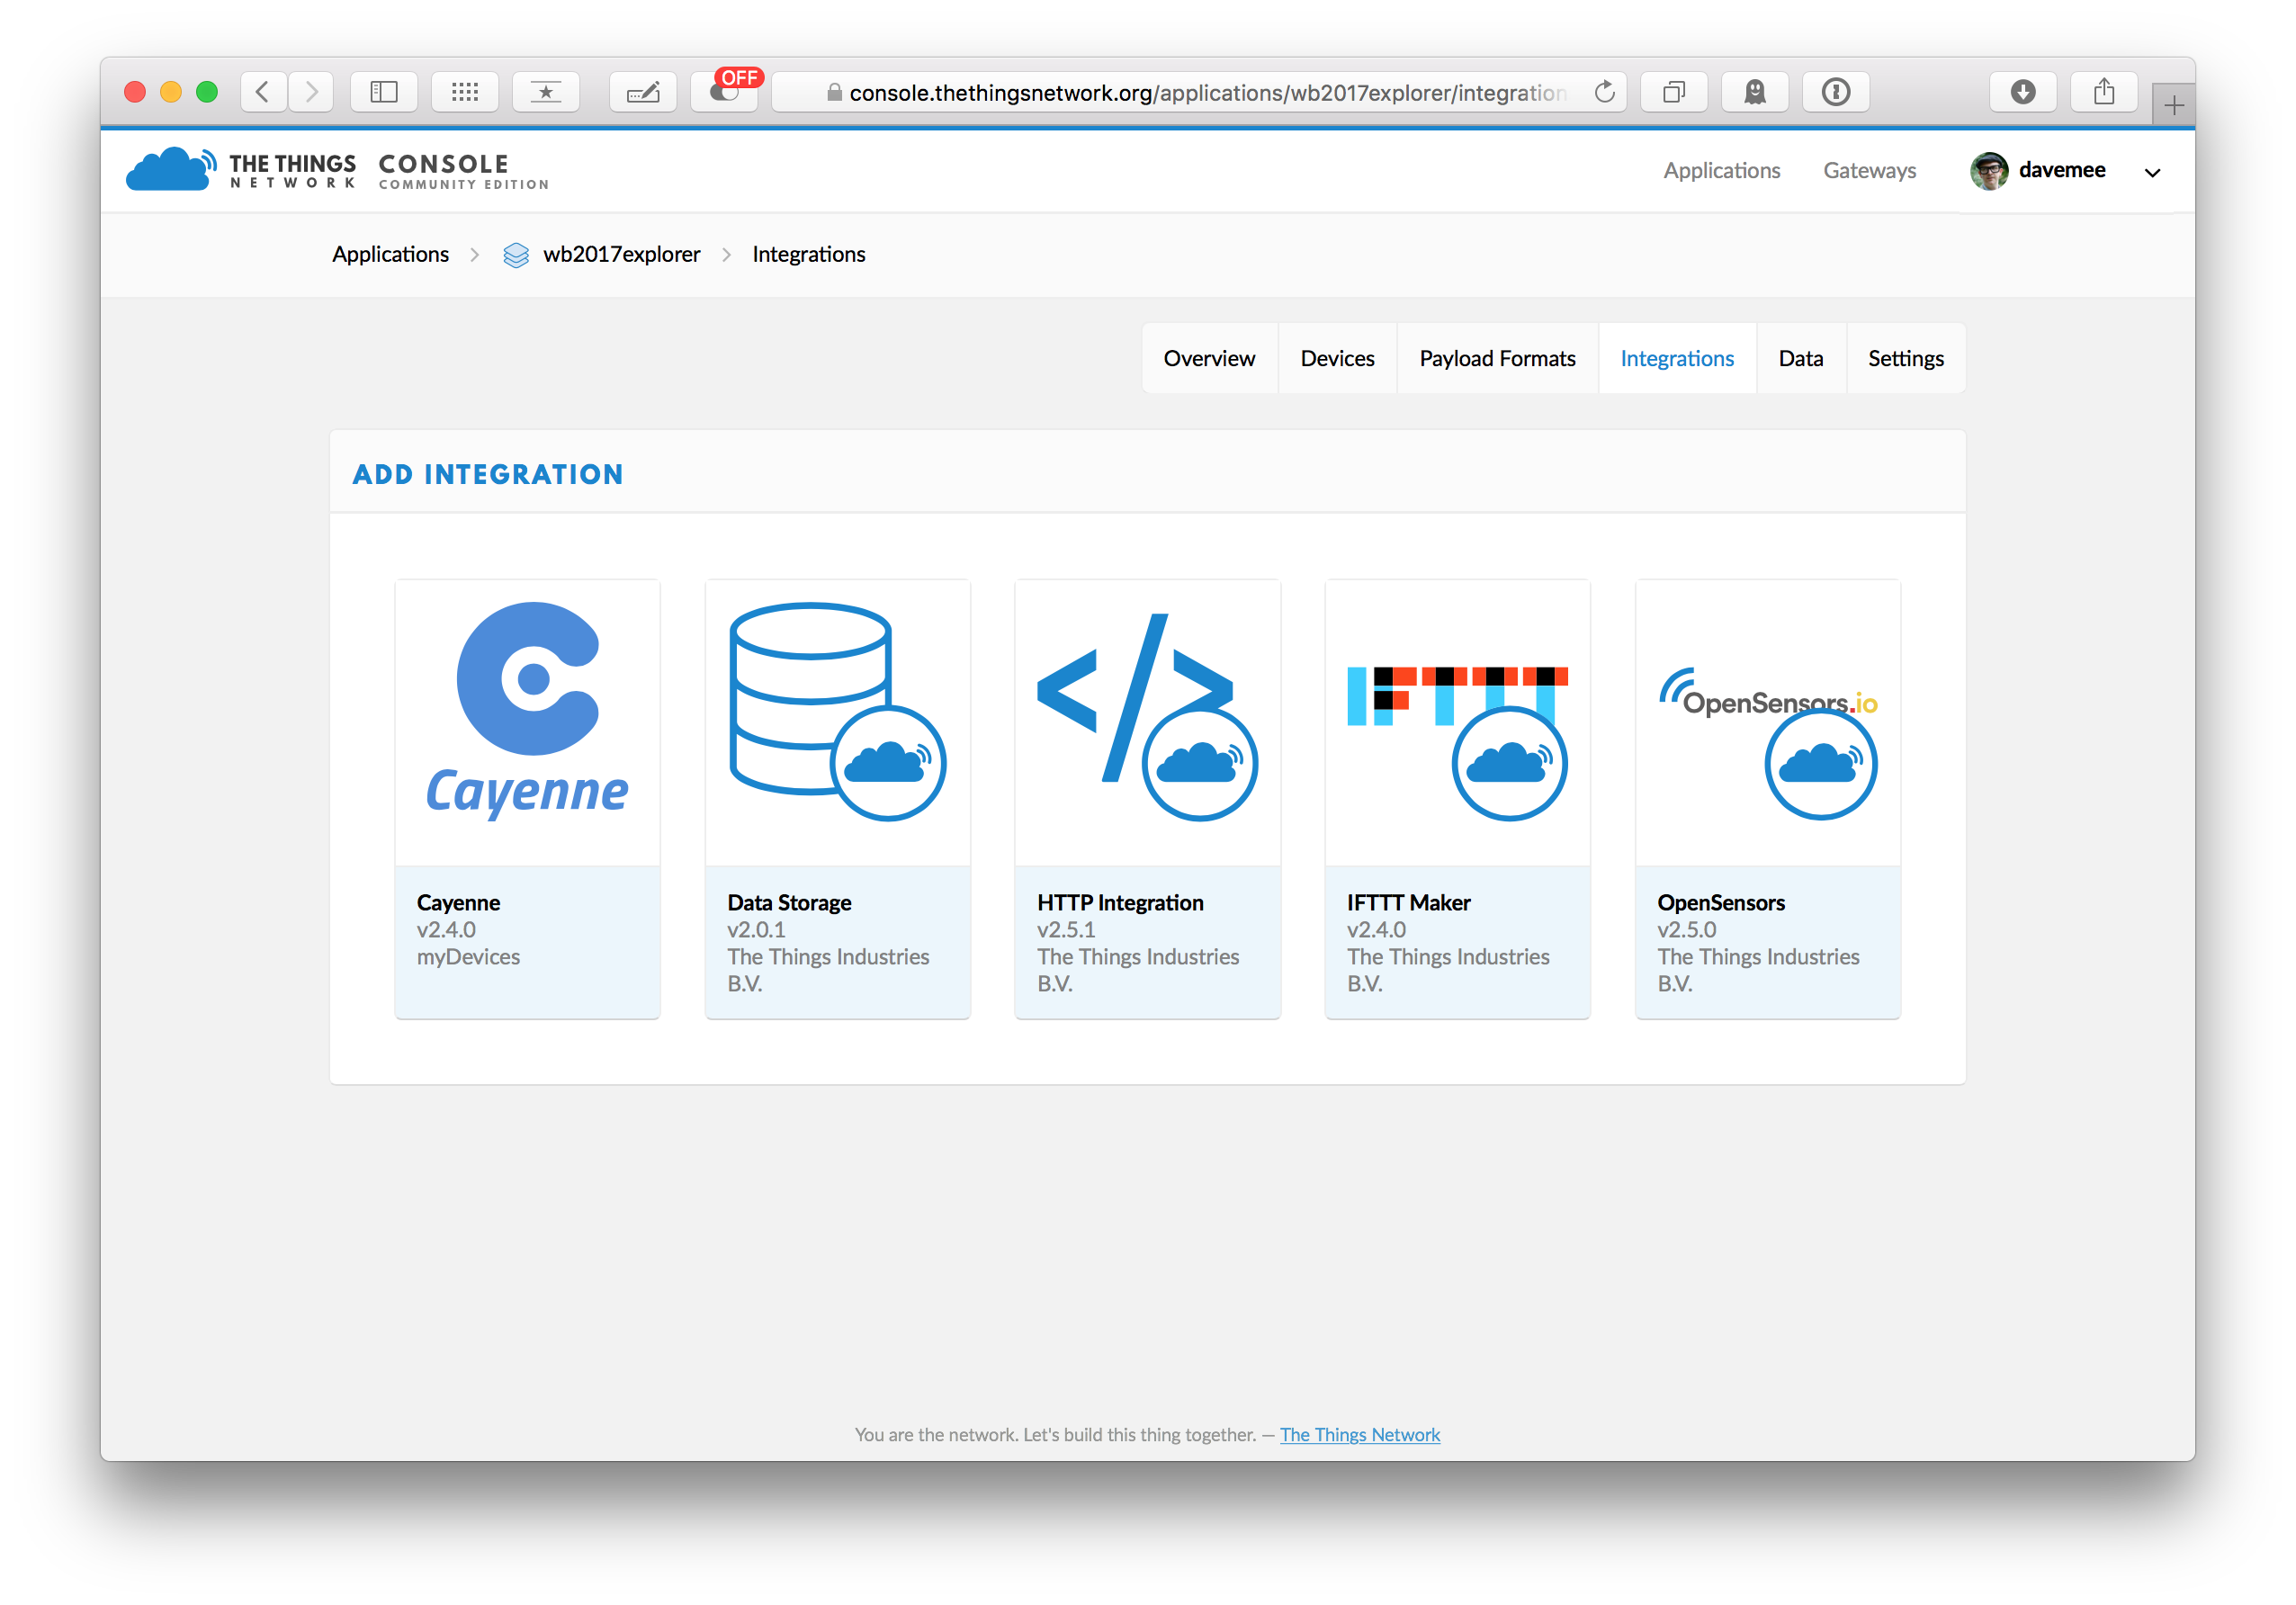 OFF
console.thethingsnetwork.org/applications/wb2017explorer/integration
THE THINGS
NETWORK
CONSOLE
COMMUNITY EDITION
Applications
Gateways
davemee
Applications
wb2017explorer
Integrations
Overview
Devices
Payload Formats
Integrations
Data
Settings
ADD INTEGRATION
Cayenne
IFTTT
OpenSensors.io
Cayenne
v2.4.0
myDevices
Data Storage
v2.0.1
The Things Industries
B.V.
HTTP Integration
v2.5.1
The Things Industries
B.V.
IFTTT Maker
v2.4.0
The Things Industries
B.V.
OpenSensors
v2.5.0
The Things Industries
B.V.
You are the network. Let's build this thing together. — The Things Network